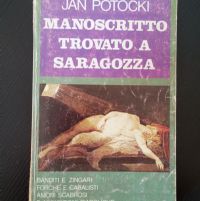 JAN POTOCKI
MANOSCRITTO
TROVATO A
SARAGOZZA
BANDITI E ZINGARI
FORCHE E CABALISTI
AMORI SCABROSI